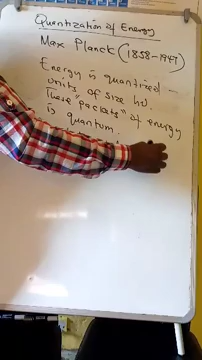 Quantization of Energy
Max Planck (1858-1947)
Energy is quantized -
units of size hυ.
These "packets" of energy
is quantum.